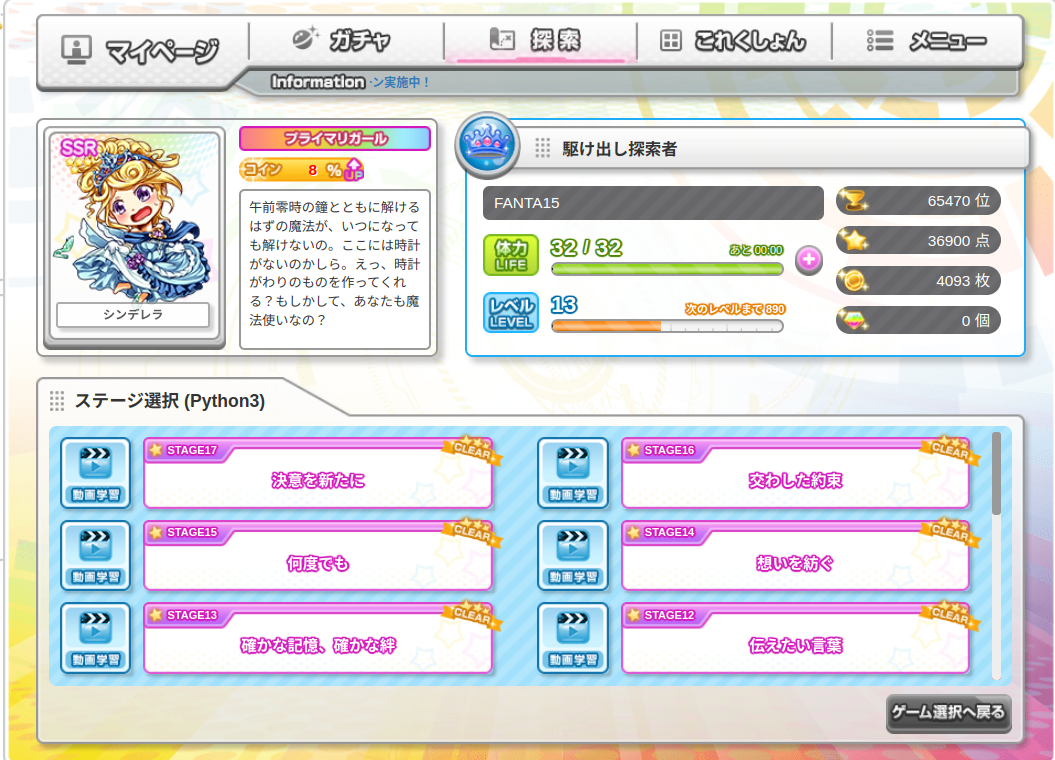 マイページ
ガチャ
探索
これくしょん
メニュー
Information
ン実施中！
SSR
シンデレラ
プライマリガール
コイン 8 % UP
午前零時の鐘とともに解ける
はずの魔法が、いつになって
も解けないの。ここには時計
がないのかしら。えっ、時計
がわりのものを作ってくれ
る？もしかして、あなたも魔
法使いなの？
駆け出し探索者
FANTA15
体力
LIFE
32 / 32
あと 00:00
レベル
LEVEL
13
次のレベルまで 890
65470 位
36900 点
4093 枚
0 個
ステージ選択 (Python3)
動画学習
STAGE17
CLEAR
決意を新たに
動画学習
STAGE16
CLEAR
交わした約束
動画学習
STAGE15
CLEAR
何度でも
動画学習
STAGE14
CLEAR
想いを紡ぐ
動画学習
STAGE13
CLEAR
確かな記憶、確かな絆
動画学習
STAGE12
CLEAR
伝えたい言葉
ゲーム選択へ戻る